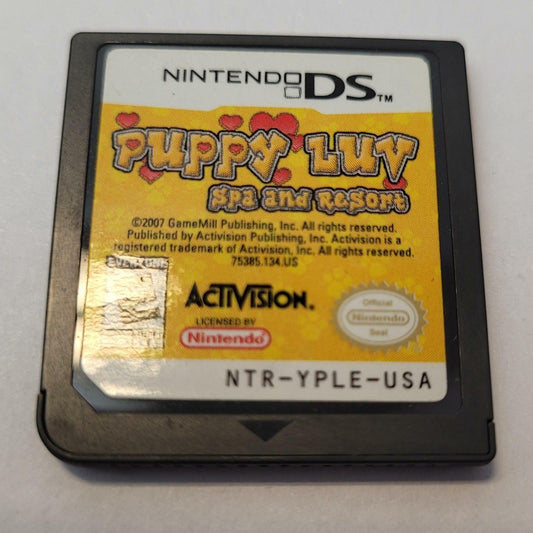 NINTENDO DS™
Puppy Luv
Spa and Resort
©2007 GameMill Publishing, Inc. All rights reserved.
Published by Activision Publishing, Inc. Activision is a
registered trademark of Activision, Inc. All rights reserved.
75385.134.US
EVERYONE
E
ACTIVISION.
Official
Nintendo
Seal
LICENSED BY
Nintendo
NTR-YPLE-USA